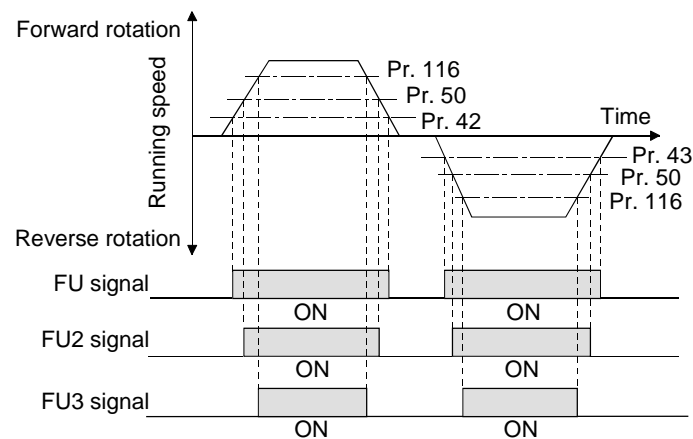 Forward rotation
Pr. 116
Pr. 50
Pr. 42
Running speed
Time
Pr. 43
Pr. 50
Pr. 116
Reverse rotation
FU signal
ON
ON
FU2 signal
ON
ON
FU3 signal
ON
ON